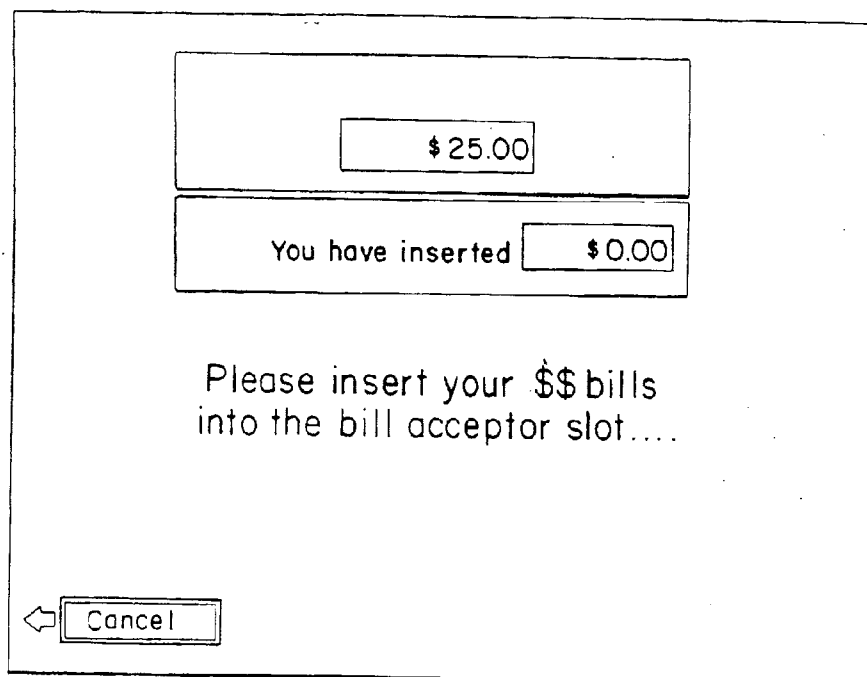 $25.00
You have inserted $0.00
Please insert your $$ bills
into the bill acceptor slot....
Cancel